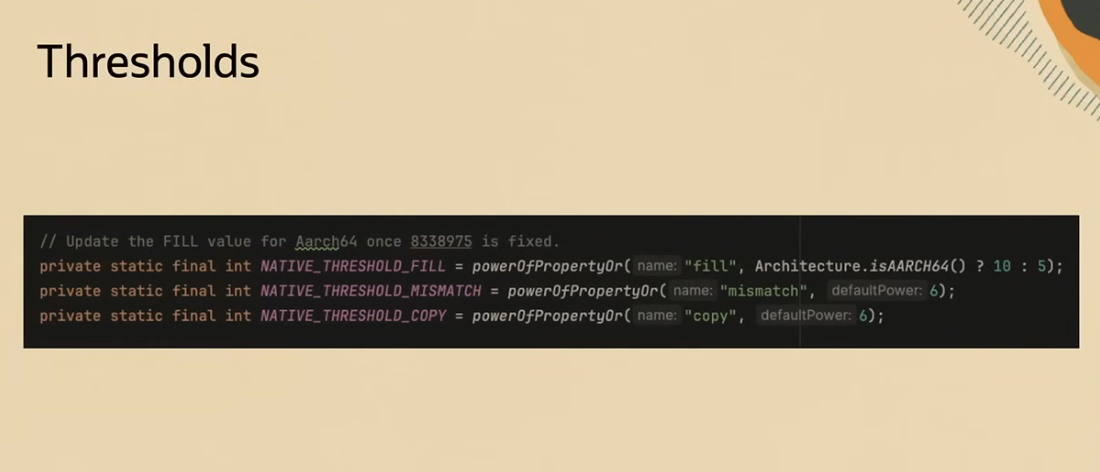 Thresholds
// Update the FILL value for Aarch64 once 8338975 is fixed.
private static final int NATIVE_THRESHOLD_FILL = powerOfPropertyOr( name: "fill", Architecture.isAARCH64() ? 10 : 5);
private static final int NATIVE_THRESHOLD_MISMATCH = powerOfPropertyOr( name: "mismatch", defaultPower: 6);
private static final int NATIVE_THRESHOLD_COPY = powerOfPropertyOr( name: "copy", defaultPower: 6);